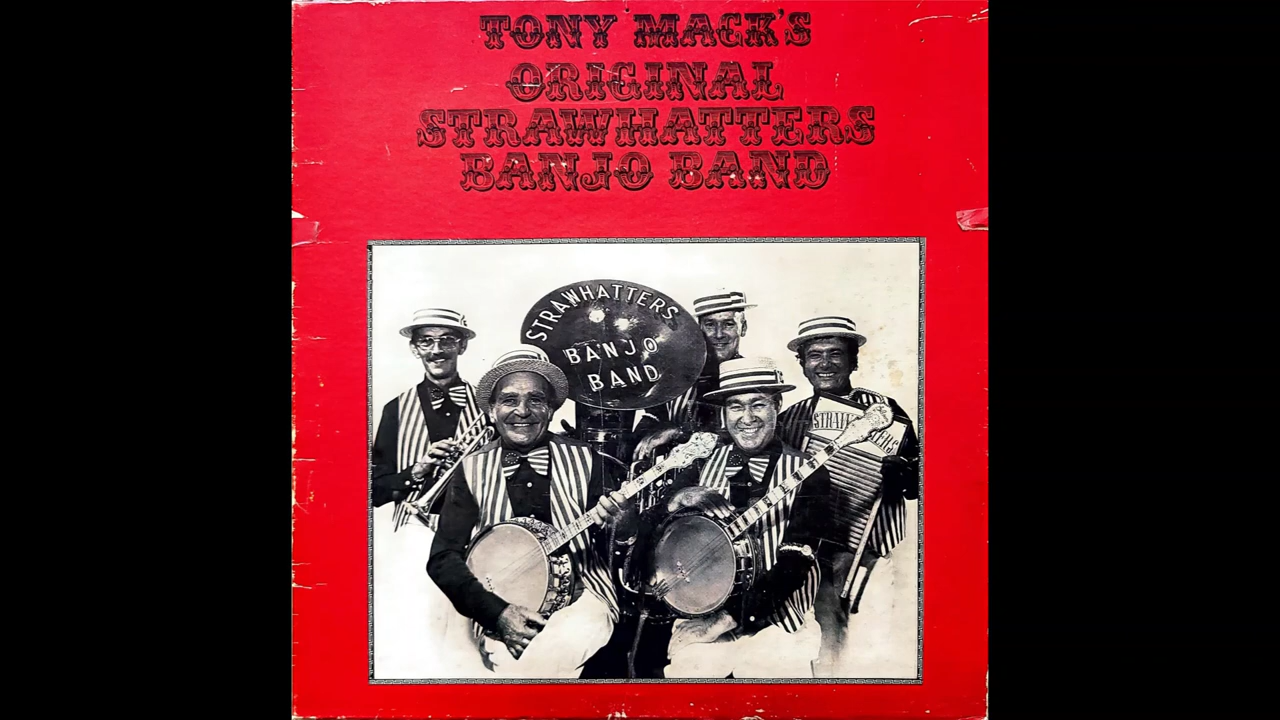 TONY MACK'S
ORIGINAL
STRAWHATTERS
BANJO BAND
STRAWHATTERS
BANJO
BAND